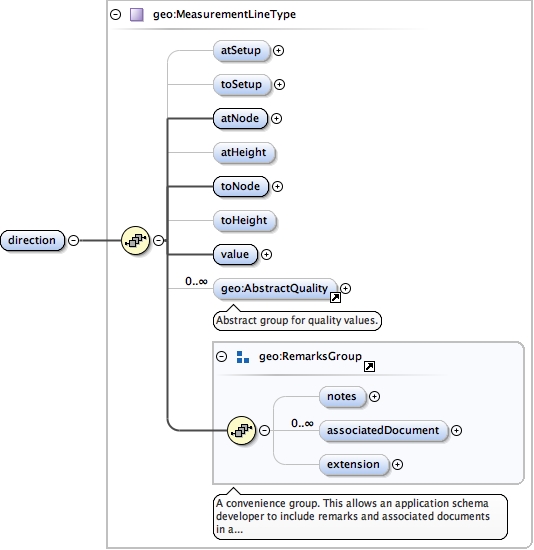 geo:MeasurementLineType
atSetup
toSetup
atNode
atHeight
toNode
toHeight
direction
value
0..∞
geo:AbstractQuality
Abstract group for quality values.
geo:RemarksGroup
notes
0..∞
associatedDocument
extension
A convenience group. This allows an application schema
developer to include remarks and associated documents
in a...